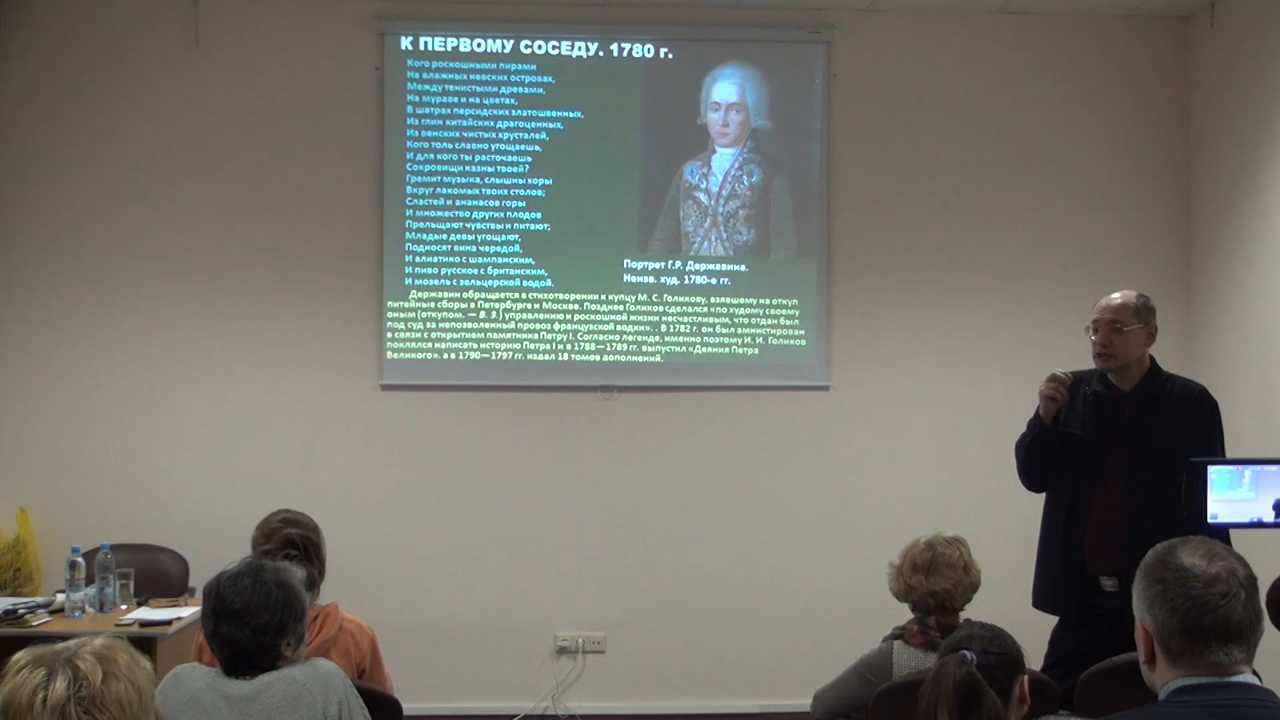 К ПЕРВОМУ СОСЕДУ. 1780 г.
Кого роскошными пирами
На влажных невских островах,
Между тенистыми древами,
На мураве и на цветах,
В шатрах персидских златошвенных,
Из глин китайских драгоценных,
Из венских чистых хрусталей,
Кого толь славно угощаешь,
И для кого ты расточаешь
Сокровищи казны твоей?
Гремит музыка, слышны хоры
Вкруг лакомых твоих столов;
Сластей и ананасов горы
И множество других плодов
Прельщают чувствы и питают;
Младые девы угощают,
Подносят вина чередой,
И алиатико с шампанским,
И пиво русское с британским,
И мозель с зельцерской водой.
Портрет Г.Р. Державина.
Неизв. худ. 1780-е гг.
Державин обращается в стихотворении к купцу М. С. Голикову, взявшему на откуп
питейные сборы в Петербурге и Москве. Позднее Голиков сделался «по худому своему
оным (откупом. — В. З.) управлению и роскошной жизни несчастливым, что отдан был
под суд за непозволенный провоз французской водки». . В 1782 г. он был амнистирован
в связи с открытием памятника Петру I. Согласно легенде, именно поэтому И. И. Голиков
поклялся написать историю Петра I и в 1788—1789 гг. выпустил «Деяния Петра
Великого», а в 1790—1797 гг. издал 18 томов дополнений.